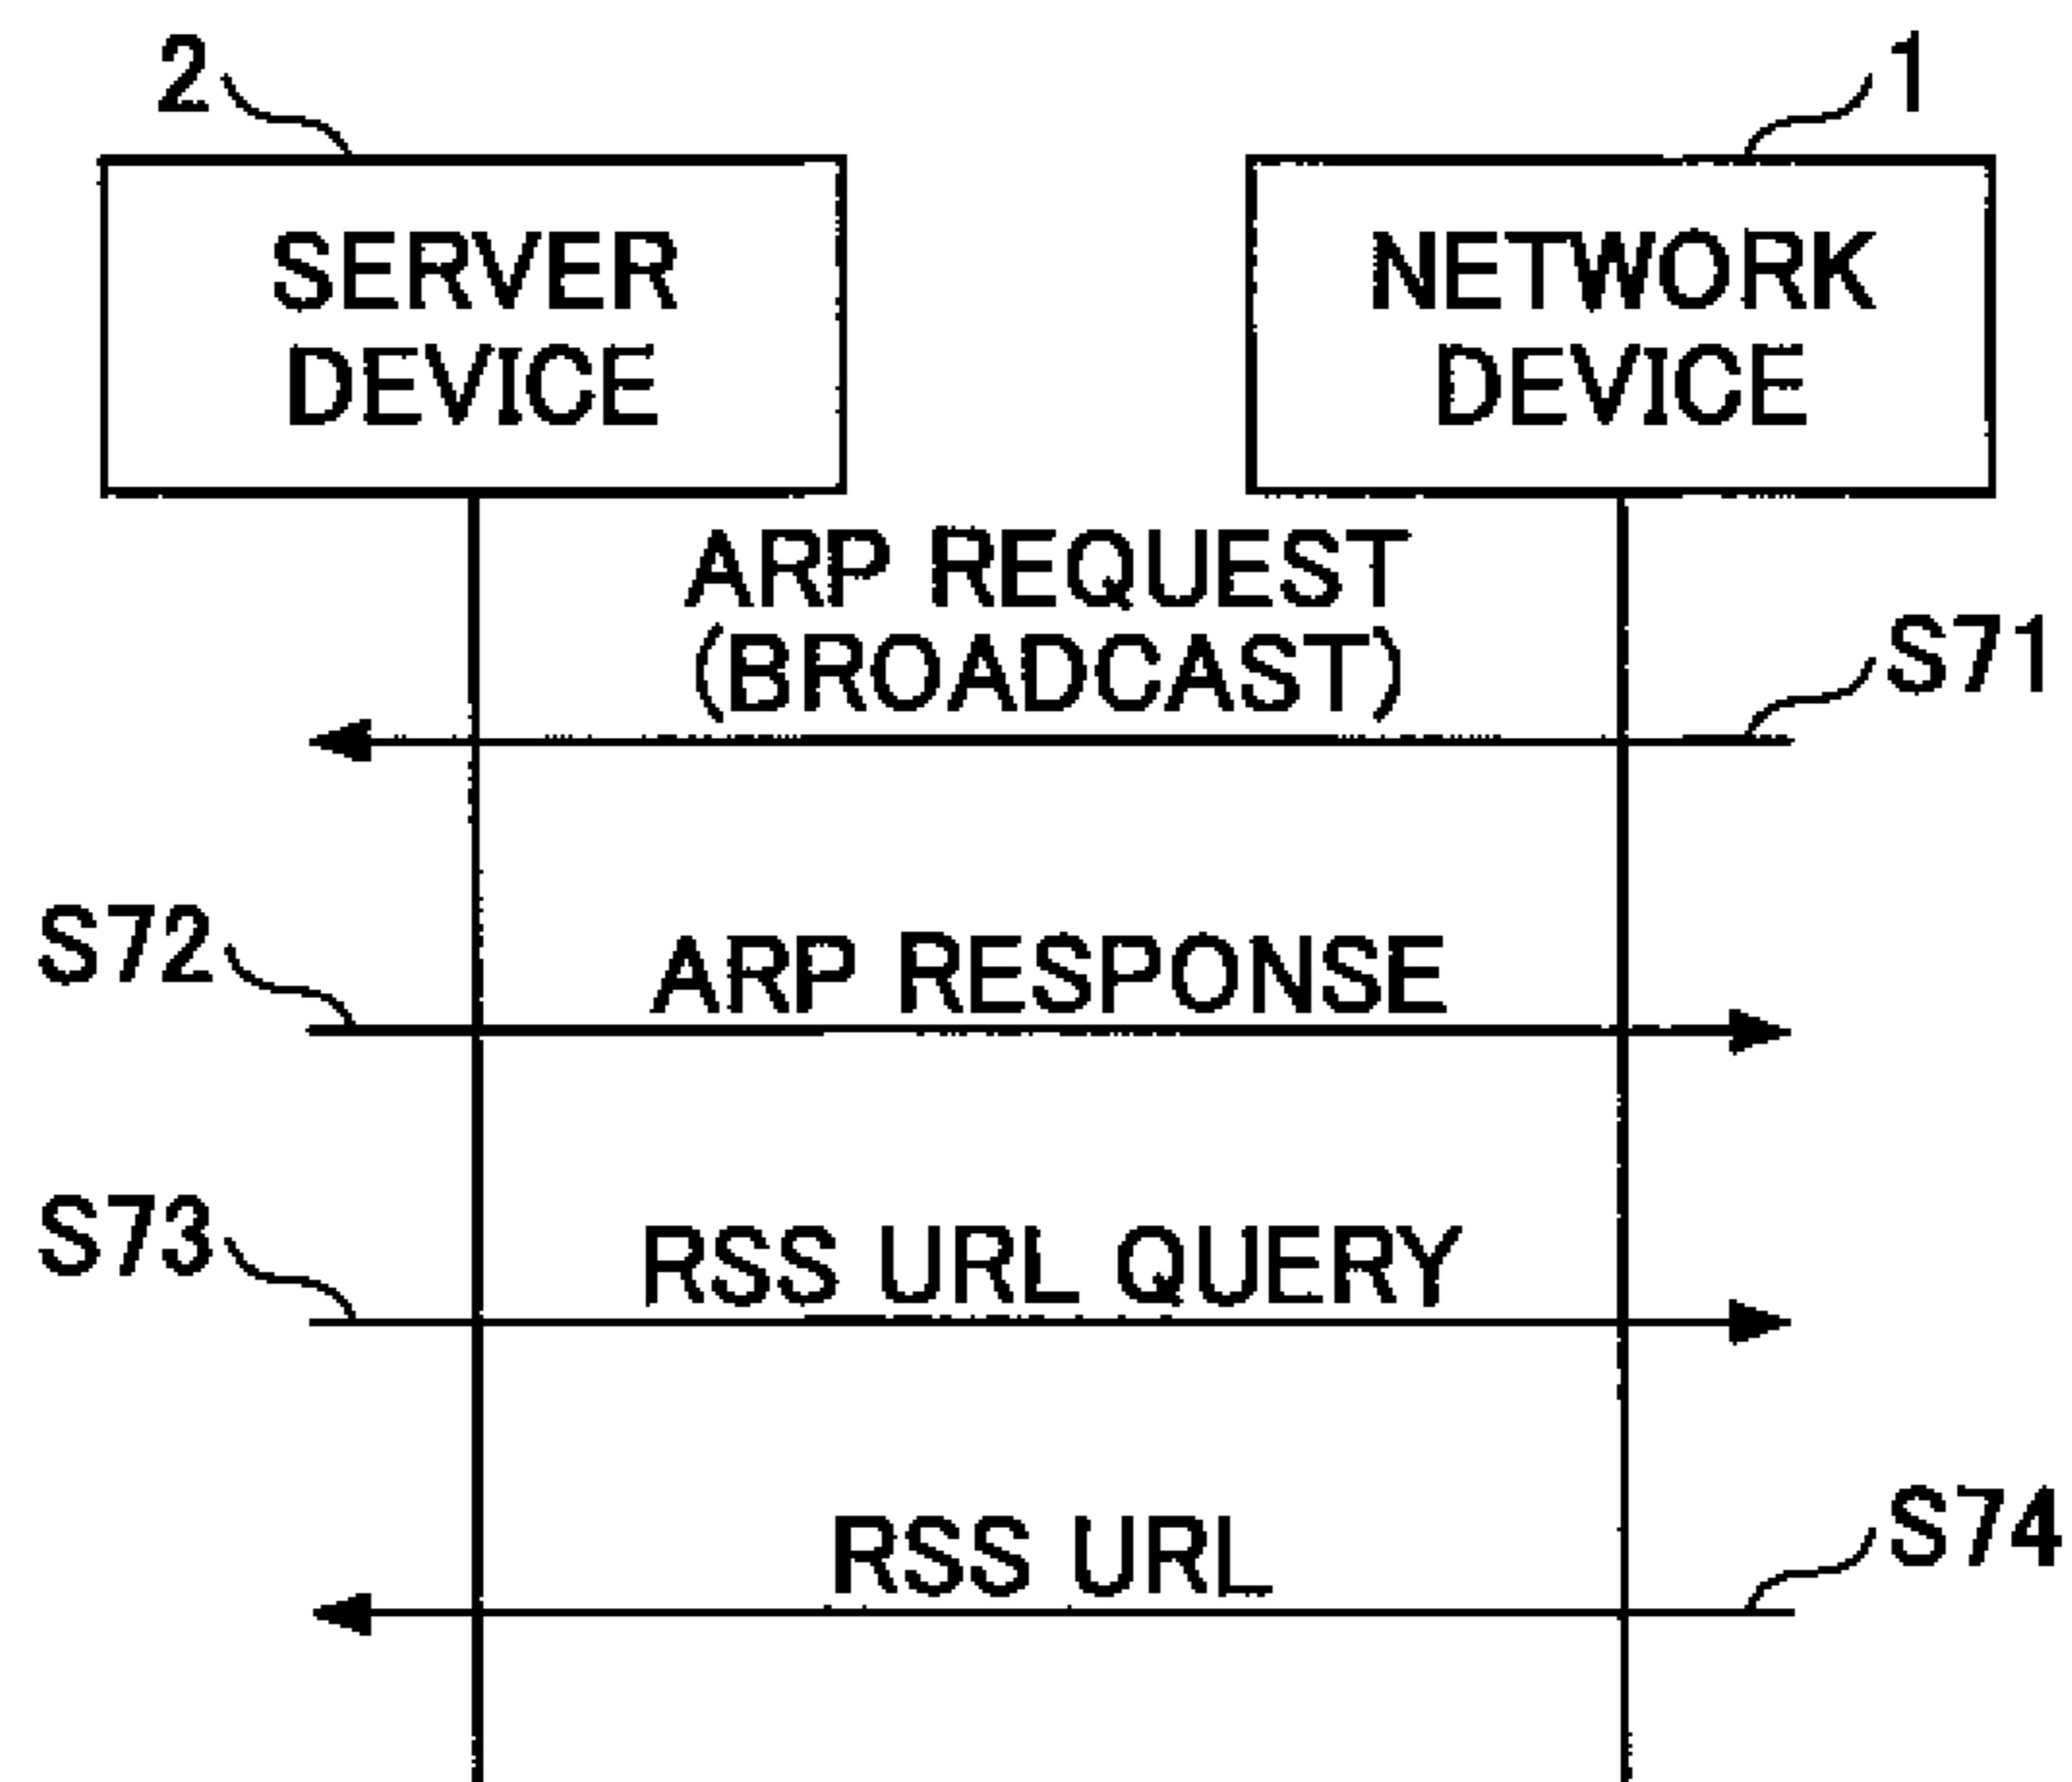 2
1
SERVER
DEVICE
NETWORK
DEVICE
ARP REQUEST
(BROADCAST)
S71
S72
ARP RESPONSE
S73
RSS URL QUERY
RSS URL
S74